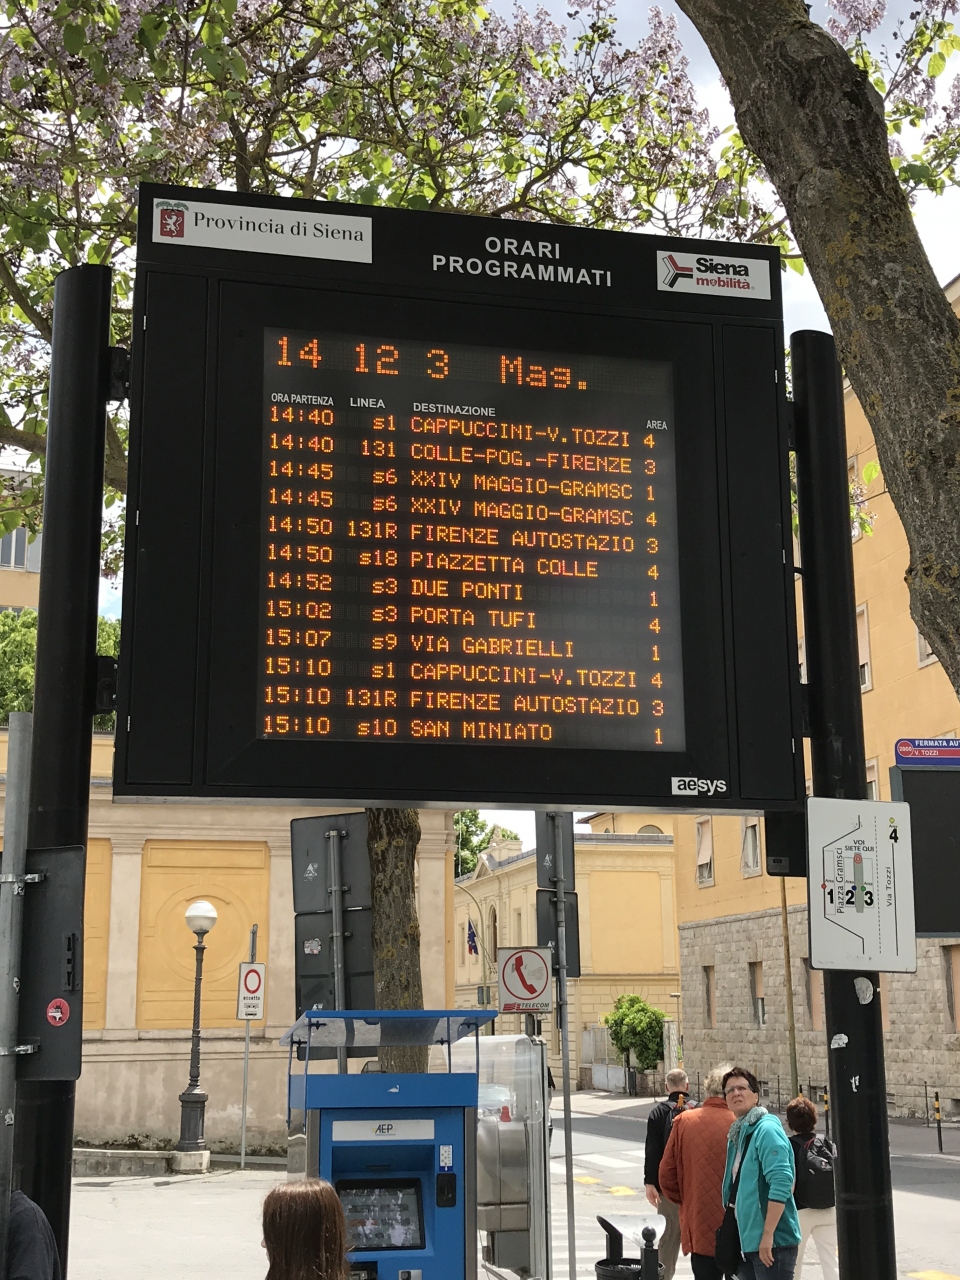 Provincia di Siena
ORARI
PROGRAMMATI
Siena
mobilità
14 12 3 Mag.
ORA PARTENZA LINEA DESTINAZIONE AREA
14:40 s1 CAPPUCCINI-V.TOZZI 4
14:40 131 COLLE-POG.-FIRENZE 3
14:45 s6 XXIV MAGGIO-GRAMSC 1
14:45 s6 XXIV MAGGIO-GRAMSC 4
14:50 131R FIRENZE AUTOSTAZIO 3
14:50 s18 PIAZZETTA COLLE 4
14:52 s3 DUE PONTI 1
15:02 s3 PORTA TUFI 4
15:07 s9 VIA GABRIELLI 1
15:10 s1 CAPPUCCINI-V.TOZZI 4
15:10 131R FIRENZE AUTOSTAZIO 3
15:10 s10 SAN MINIATO 1
aesys
FERMATA AUT
V. TOZZI
4
VOI
SIETE QUI
Piazza Gramsci
1 2 3
Via Tozzi
TELECOM
AEP